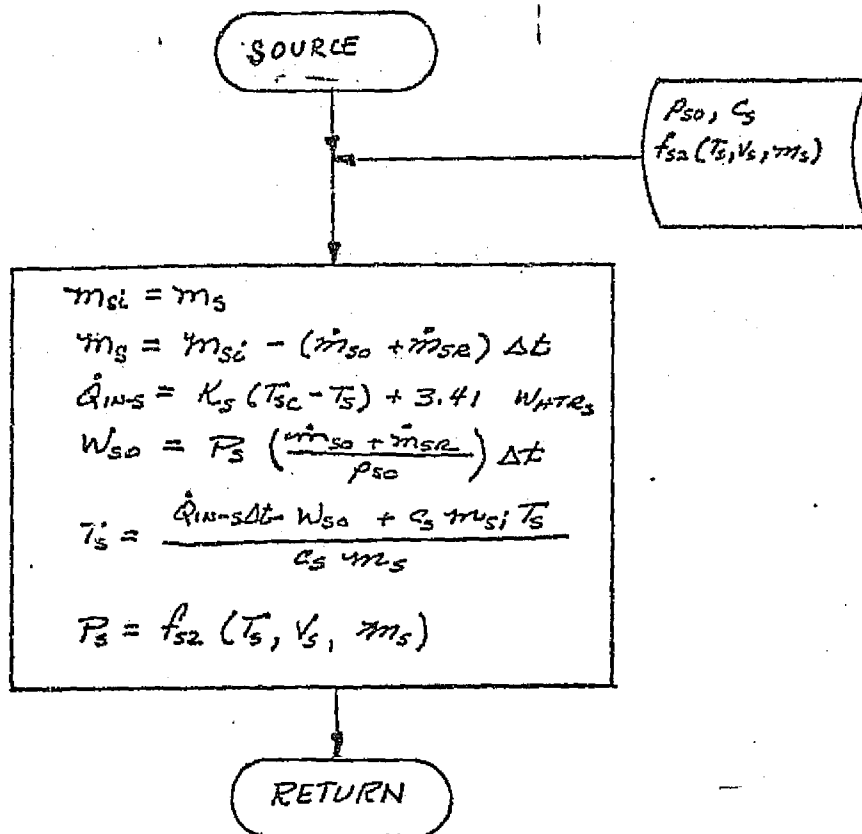 SOURCE
ρso, Cs
fs2 (Ts, Vs, ms)
msi = ms
ms = msi - (ṁso + ṁSR) Δt
Q̇IN-S = Ks (Tsc - Ts) + 3.41 WHTRs
Wso = Ps ((ṁso + ṁSR) / ρso) Δt
Ts = (Q̇IN-SΔt - Wso + Cs msi Ts) / (Cs ms)
Ps = fs2 (Ts, Vs, ms)
RETURN